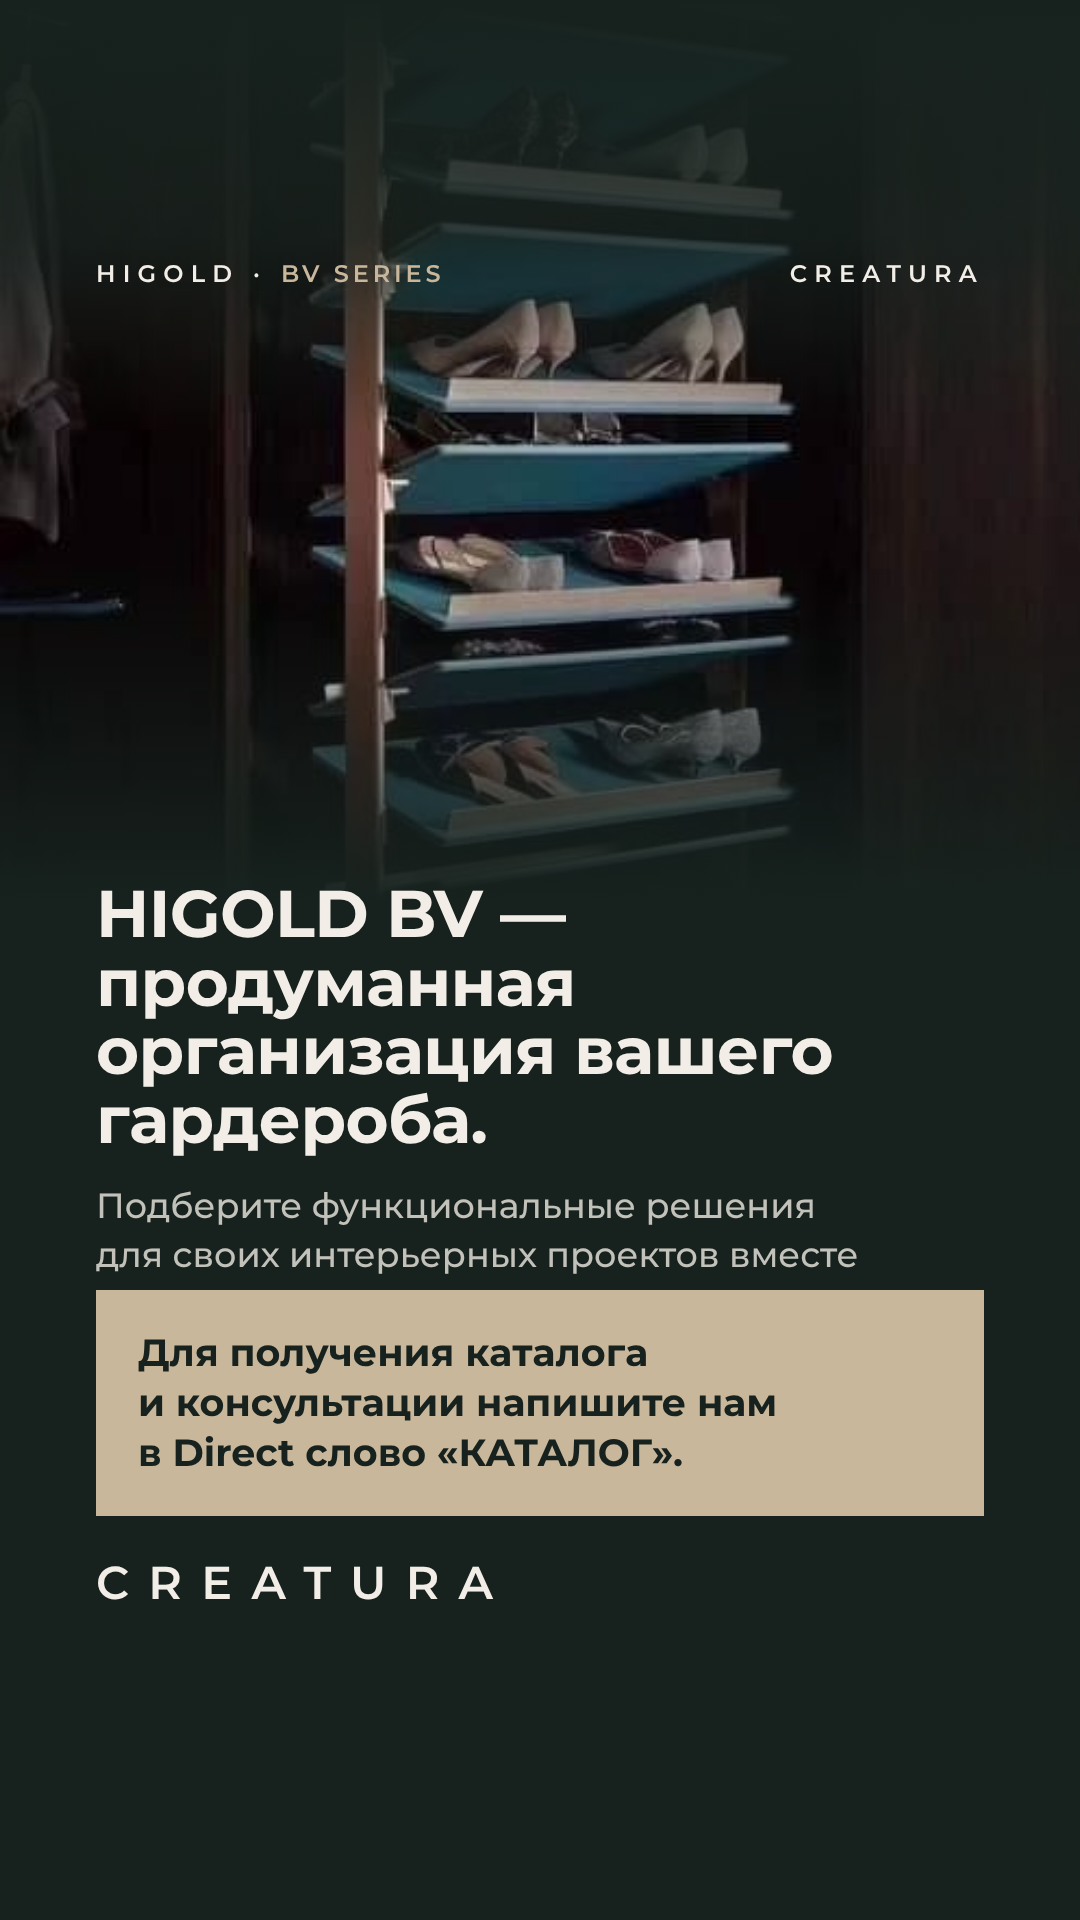 HIGOLD · BV SERIES
CREATURA
HIGOLD BV —
продуманная
организация вашего
гардероба.
Подберите функциональные решения
для своих интерьерных проектов вместе
Для получения каталога
и консультации напишите нам
в Direct слово «КАТАЛОГ».
CREATURA